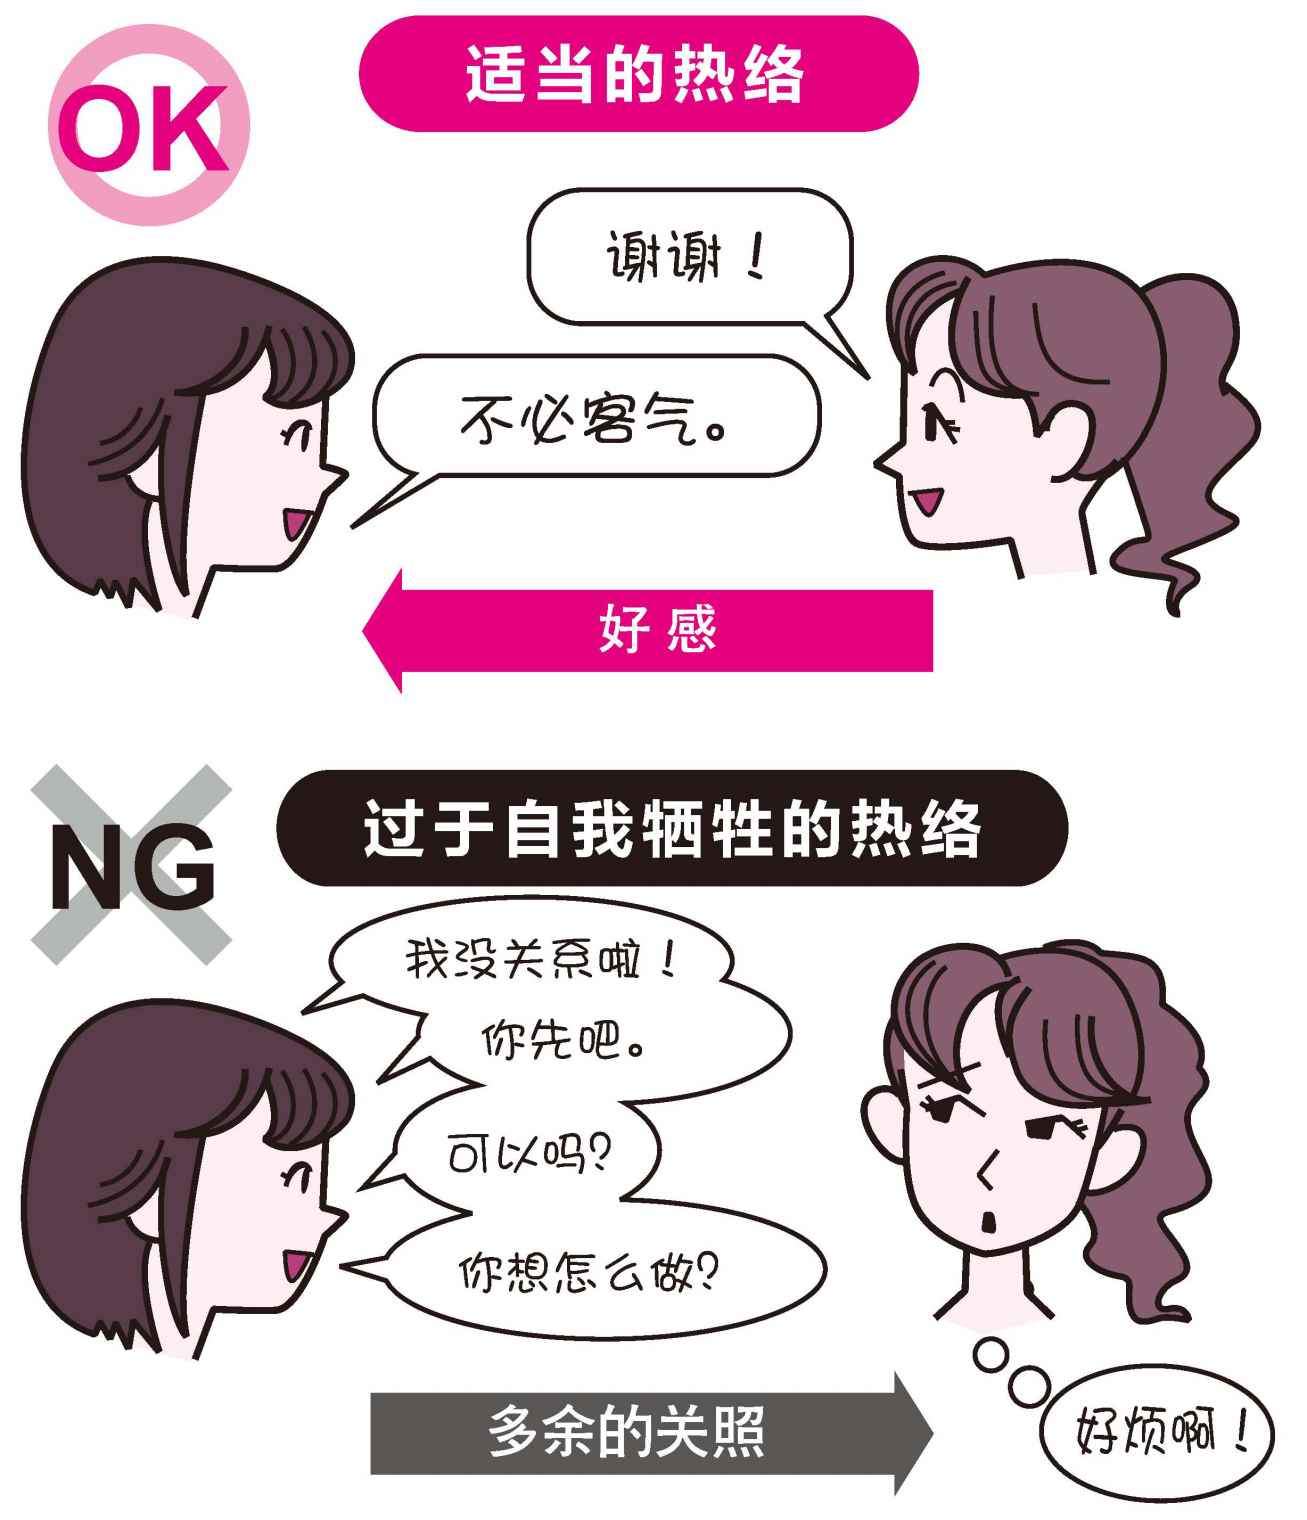 OK
适当的热络
谢谢！
不必客气。
好感
NG
过于自我牺牲的热络
我没关系啦！
你先吧。
可以吗？
你想怎么做？
多余的关照
好烦啊！